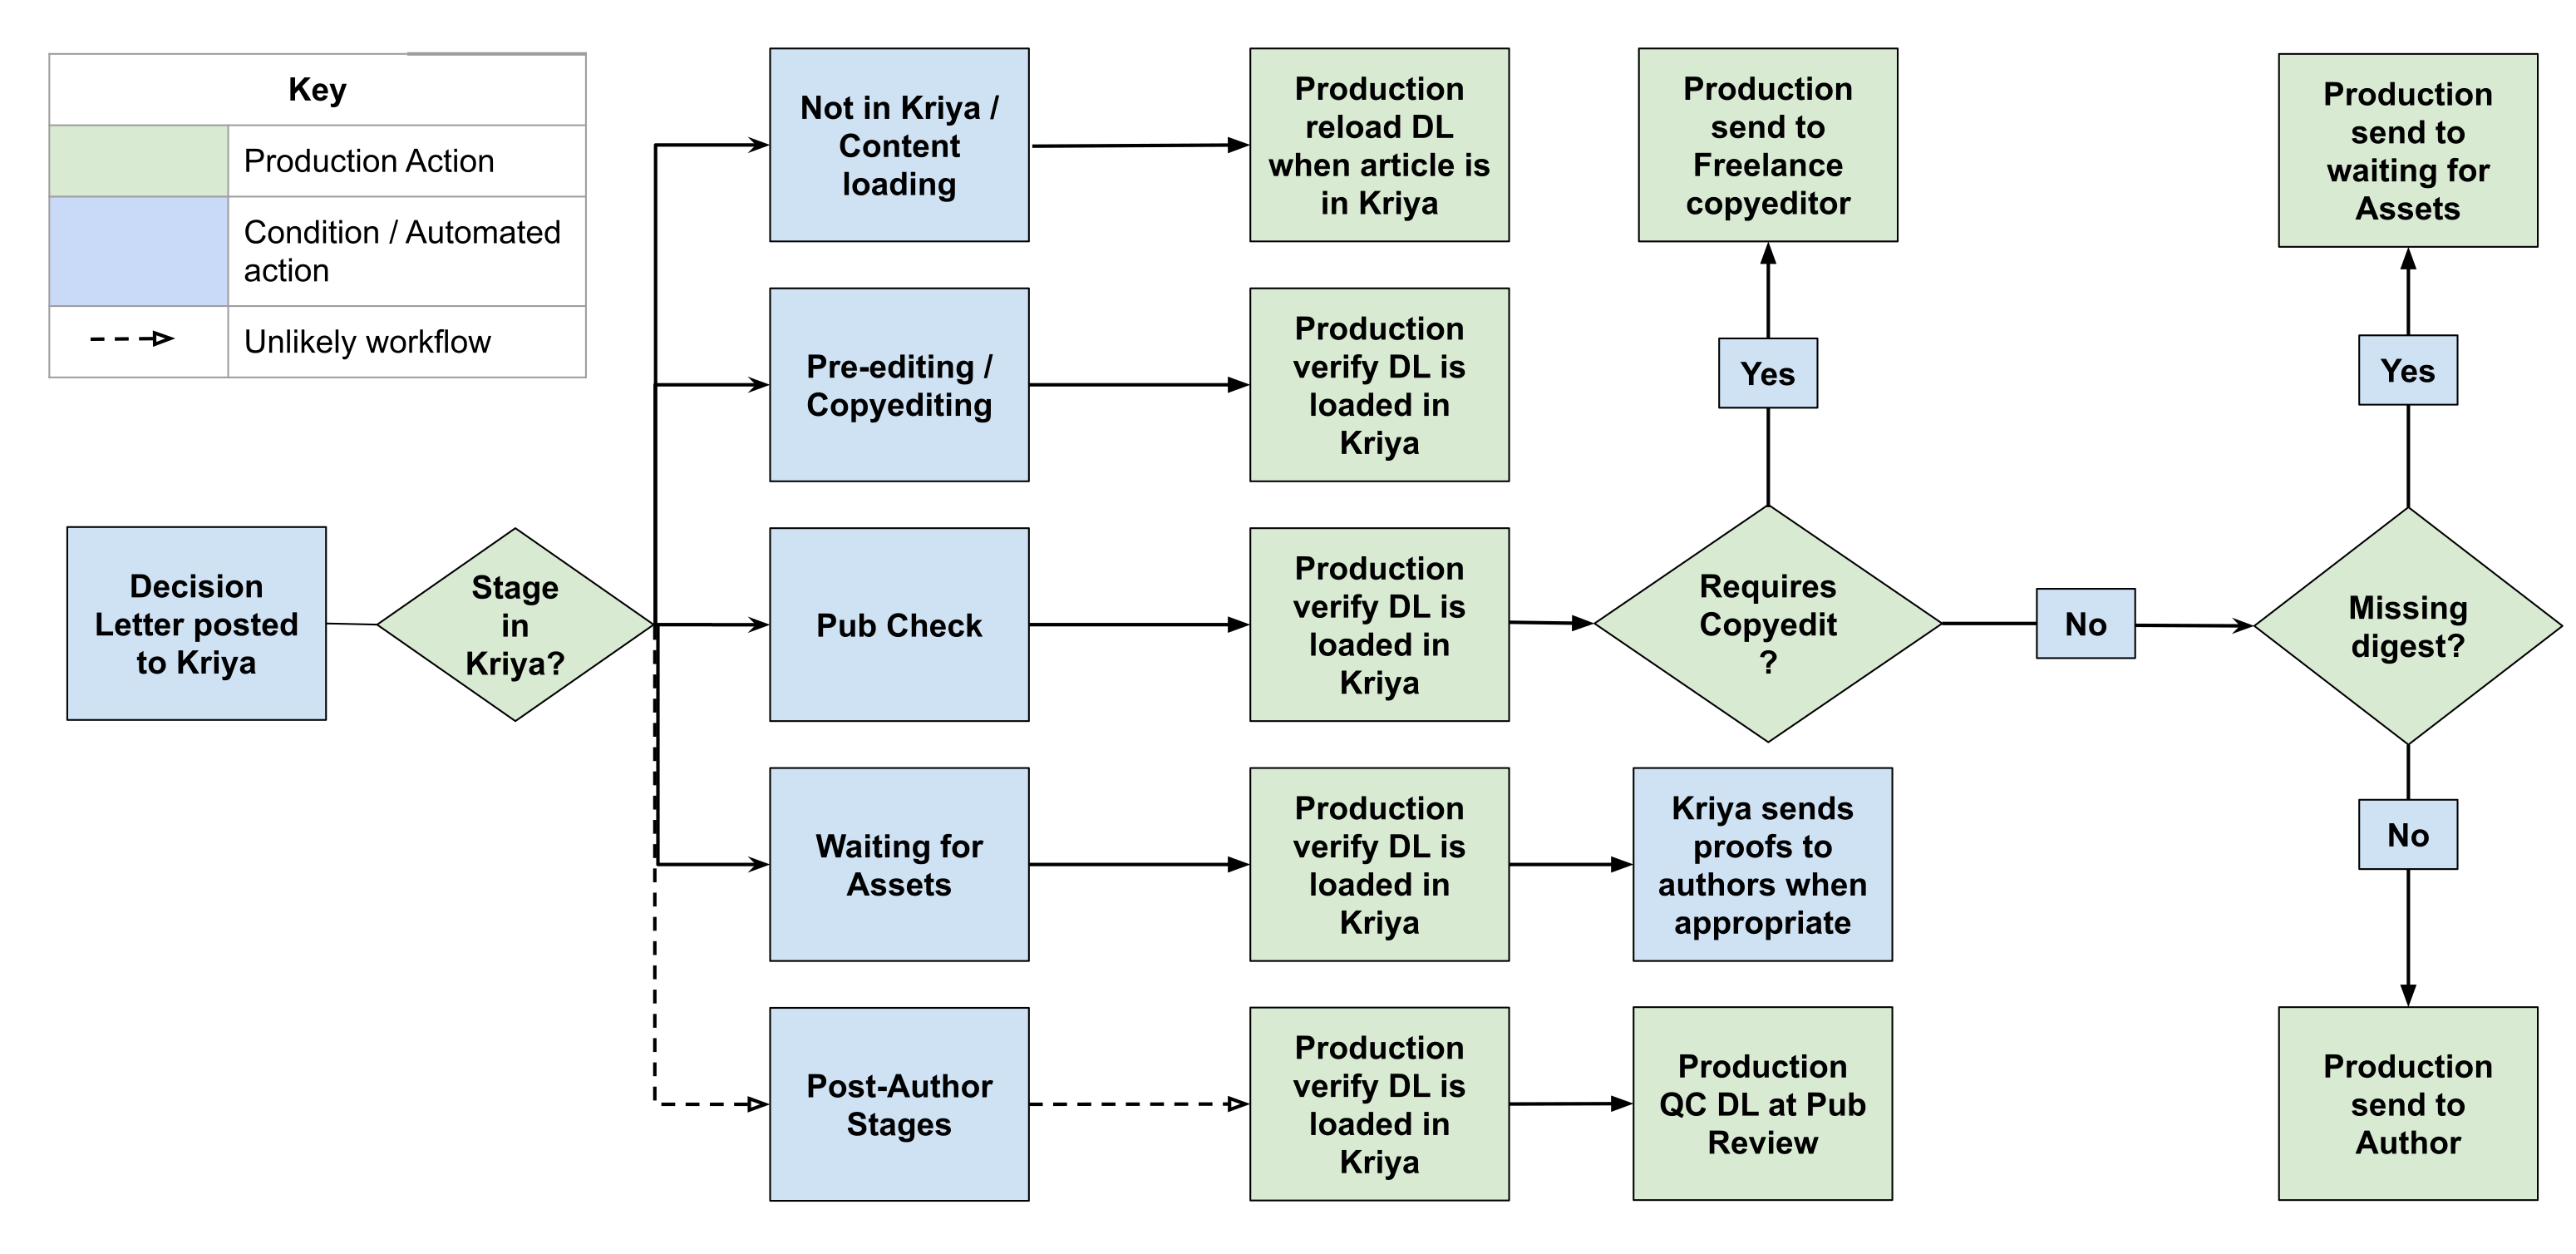 Key
Production Action
Condition / Automated
action
Unlikely workflow
Decision
Letter posted
to Kriya
Stage
in
Kriya?
Not in Kriya /
Content
loading
Production
reload DL
when article is
in Kriya
Pre-editing /
Copyediting
Production
verify DL is
loaded in
Kriya
Pub Check
Production
verify DL is
loaded in
Kriya
Requires
Copyedit
?
Yes
Production
send to
Freelance
copyeditor
No
Missing
digest?
Yes
Production
send to
waiting for
Assets
No
Production
send to
Author
Waiting for
Assets
Production
verify DL is
loaded in
Kriya
Kriya sends
proofs to
authors when
appropriate
Post-Author
Stages
Production
verify DL is
loaded in
Kriya
Production
QC DL at Pub
Review